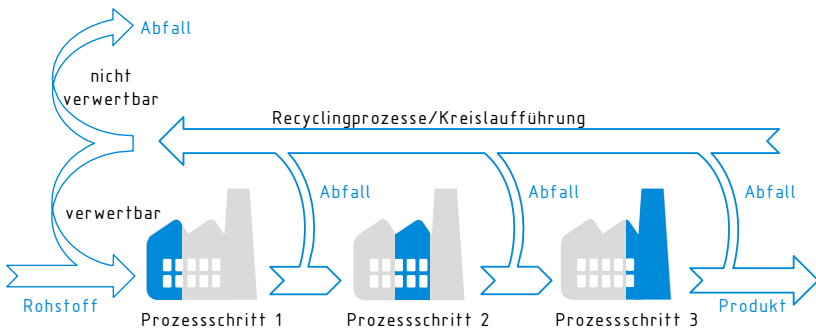 Abfall
nicht
verwertbar
Recyclingprozesse/Kreislaufführung
Abfall
Abfall
Abfall
verwertbar
Rohstoff
Produkt
Prozessschritt 1
Prozessschritt 2
Prozessschritt 3